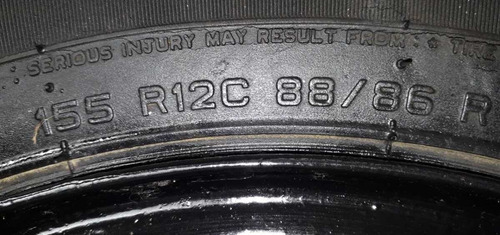 SERIOUS INJURY MAY RESULT FROM: • TIRE
155 R12C 88/86 R